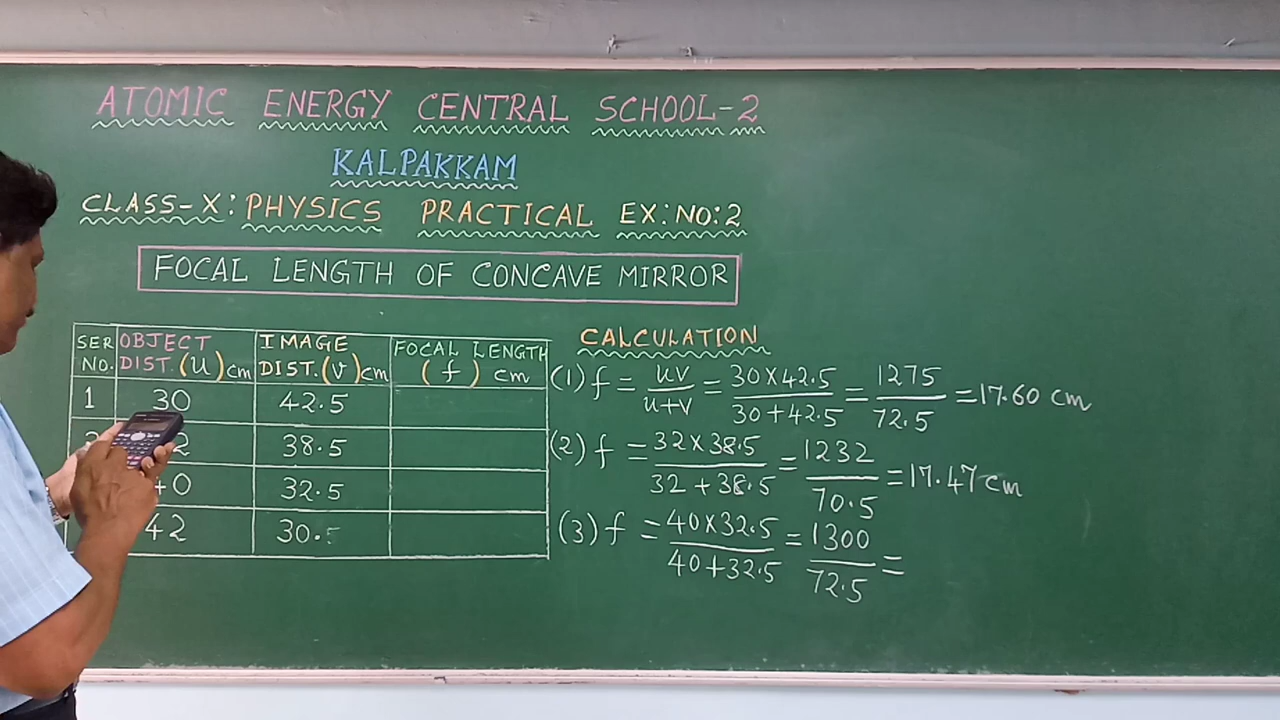 ATOMIC ENERGY CENTRAL SCHOOL-2
KALPAKKAM
CLASS-X: PHYSICS PRACTICAL EX:NO:2
FOCAL LENGTH OF CONCAVE MIRROR
SER NO. OBJECT DIST. (u) cm IMAGE DIST. (v) cm FOCAL LENGTH (f) cm
1 30 42.5
2 38.5
0 32.5
42 30.5
CALCULATION
(1) f = uv/u+v = 30×42.5/30+42.5 = 1275/72.5 = 17.60 cm
(2) f = 32×38.5/32+38.5 = 1232/70.5 = 17.47 cm
(3) f = 40×32.5/40+32.5 = 1300/72.5 =